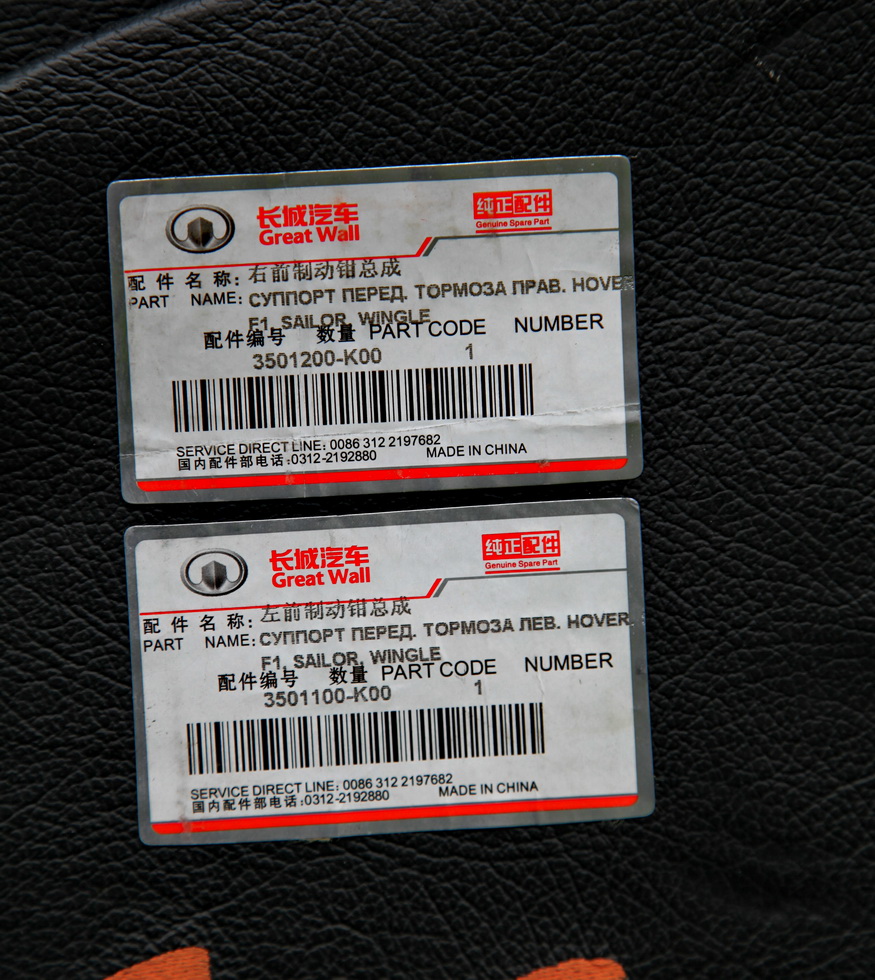 长城汽车
Great Wall
纯正配件
Genuine Spare Part
配 件 名 称: 右前制动钳总成
PART NAME: СУППОРТ ПЕРЕД. ТОРМОЗА ПРАВ. HOVER
F1, SAILOR, WINGLE
配件编号 数量 PART CODE NUMBER
3501200-K00 1
SERVICE DIRECT LINE: 0086 312 2197682
国内配件部电话:0312-2192880 MADE IN CHINA
长城汽车
Great Wall
纯正配件
Genuine Spare Part
配 件 名 称: 左前制动钳总成
PART NAME: СУППОРТ ПЕРЕД. ТОРМОЗА ЛЕВ. HOVER
F1, SAILOR, WINGLE
配件编号 数量 PART CODE NUMBER
3501100-K00 1
SERVICE DIRECT LINE: 0086 312 2197682
国内配件部电话:0312-2192880 MADE IN CHINA